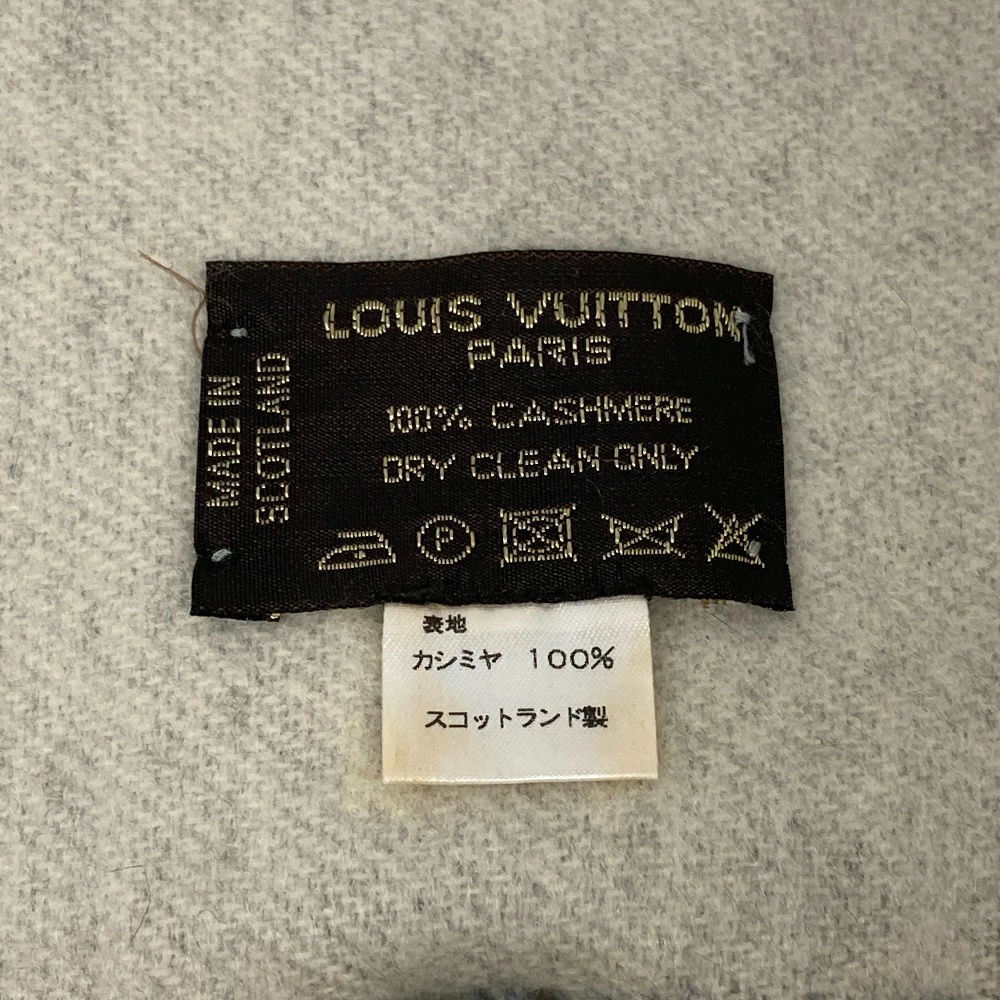 LOUIS VUITTON
PARIS
100% CASHMERE
DRY CLEAN ONLY
MADE IN
SCOTLAND
P
表地
カシミヤ 100%
スコットランド製